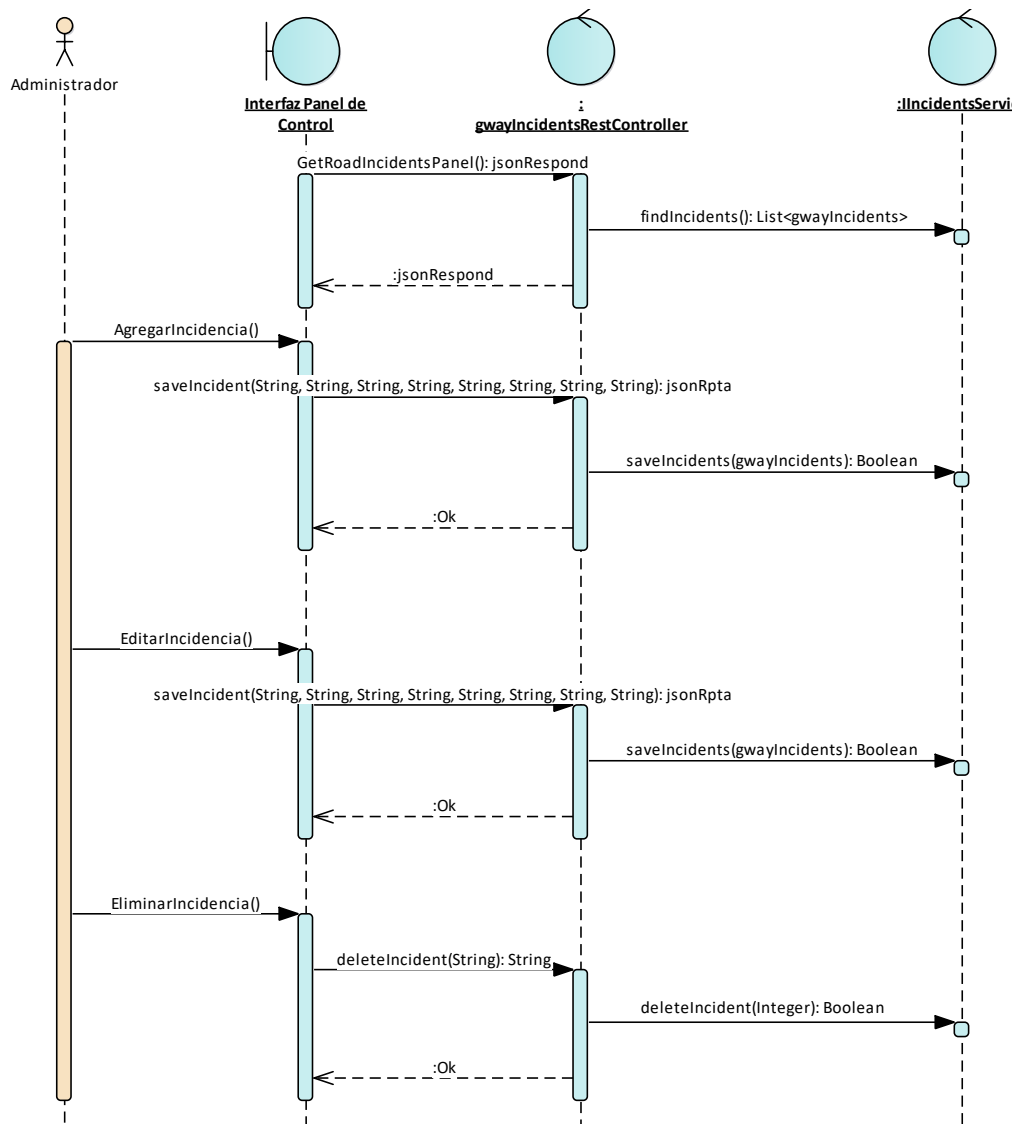 Administrador
Interfaz Panel de
Control
:
gwayIncidentsRestController
:IIncidentsServi
GetRoadIncidentsPanel(): jsonRespond
findIncidents(): List<gwayIncidents>
:jsonRespond
AgregarIncidencia()
saveIncident(String, String, String, String, String, String, String, String): jsonRpta
saveIncidents(gwayIncidents): Boolean
:Ok
EditarIncidencia()
saveIncident(String, String, String, String, String, String, String, String): jsonRpta
saveIncidents(gwayIncidents): Boolean
:Ok
EliminarIncidencia()
deleteIncident(String): String
deleteIncident(Integer): Boolean
:Ok